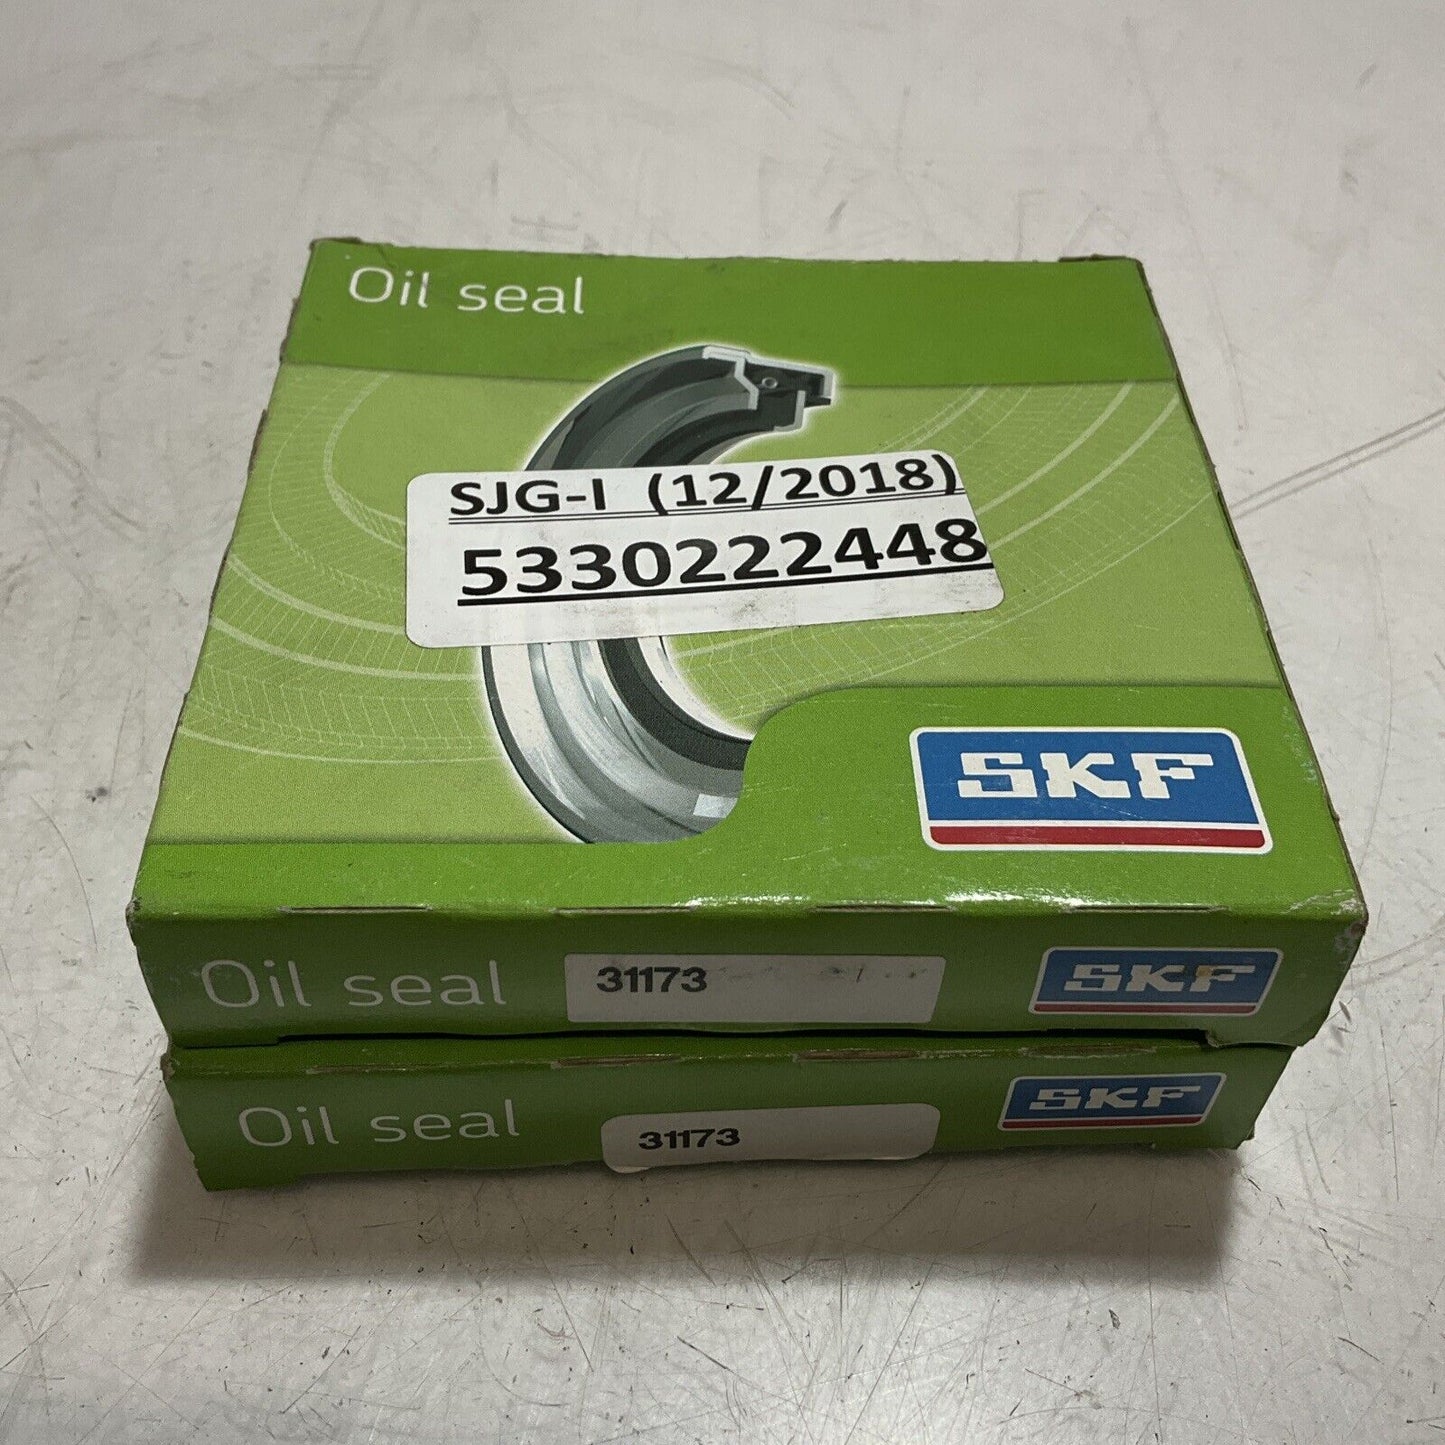 Oil seal
SJG-I (12/2018)
5330222448
SKF
Oil seal
31173
SKF
Oil seal
31173
SKF